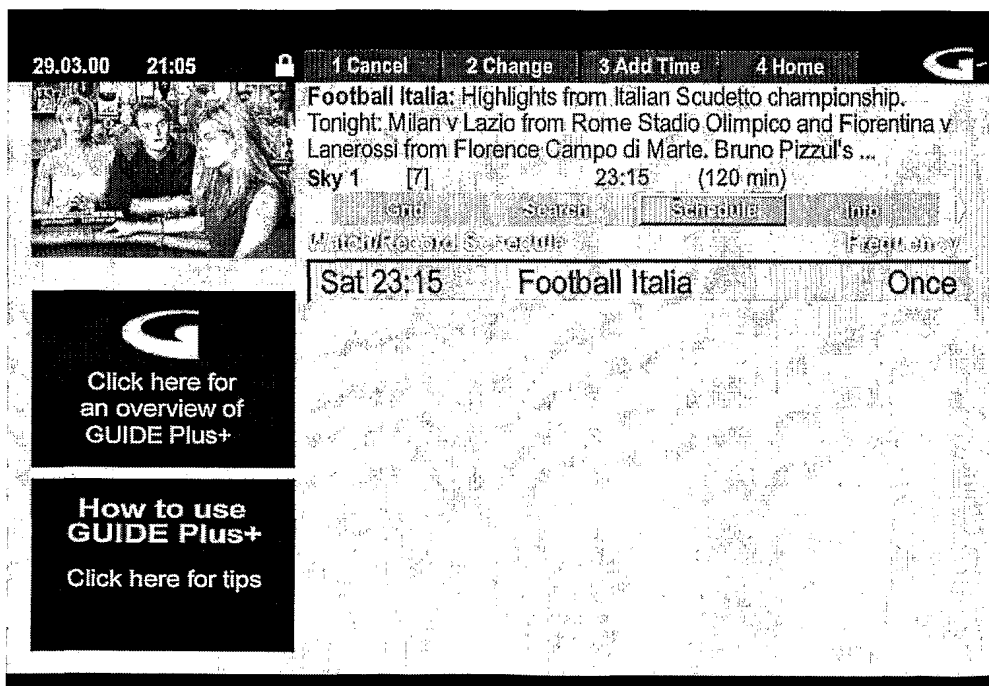 29.03.00 21:05 1 Cancel 2 Change 3 Add Time 4 Home
Football Italia: Highlights from Italian Scudetto championship.
Tonight: Milan v Lazio from Rome Stadio Olimpico and Fiorentina v
Lanerossi from Florence Campo di Marte. Bruno Pizzul's ...
Sky 1 [7] 23:15 (120 min)
Grid Search Schedule Info
Watch/Record Schedule Frequency
Sat 23:15 Football Italia Once
Click here for
an overview of
GUIDE Plus+
How to use
GUIDE Plus+
Click here for tips